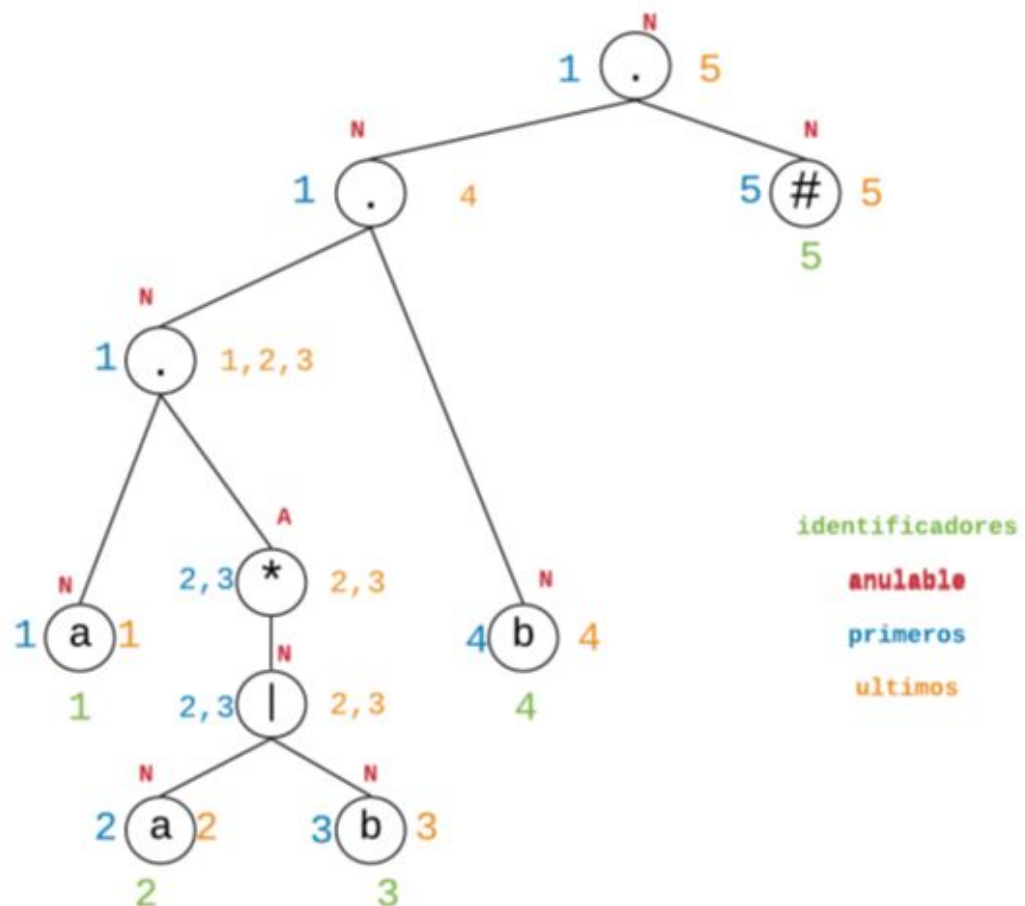 N
1 . 5
N N
1 . 4 5 # 5
5
N
1 . 1,2,3
A
identificadores
2,3 * 2,3 anulable
N N
1 a 1 4 b 4 primeros
N
ultimos
1 2,3 | 2,3 4
N N
2 a 2 3 b 3
2 3